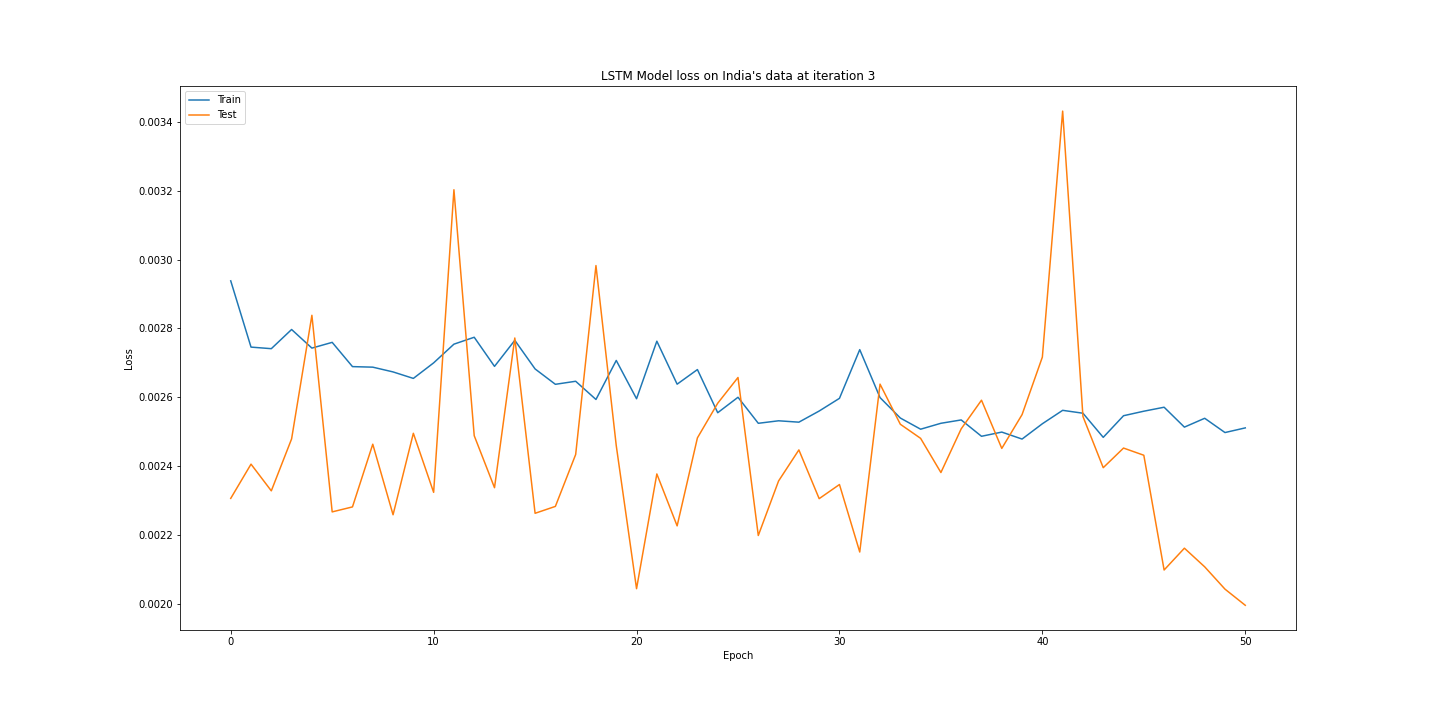 LSTM Model loss on India's data at iteration 3
Train
Test
0.0034
0.0032
0.0030
0.0028
0.0026
0.0024
0.0022
0.0020
Loss
0 10 20 30 40 50
Epoch